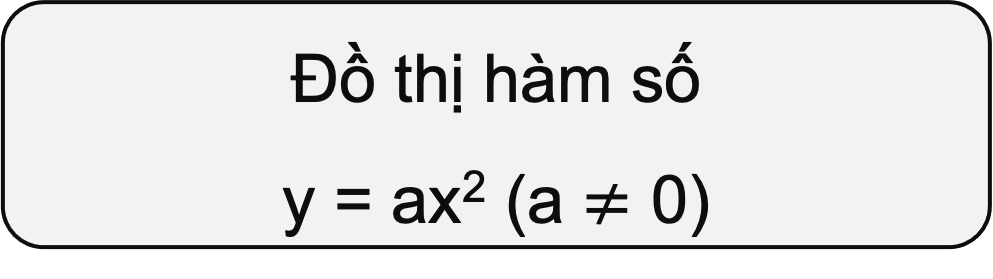 Đồ thị hàm số
y = ax² (a ≠ 0)